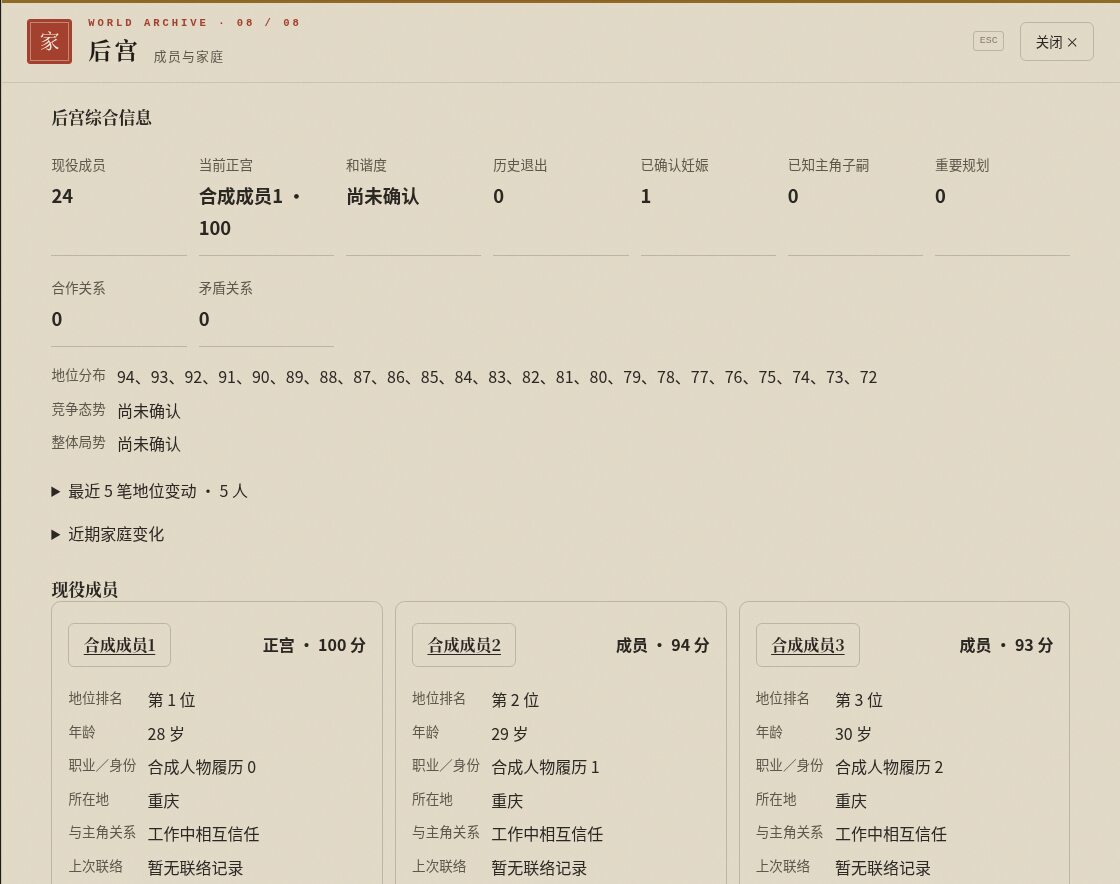 家
WORLD ARCHIVE · 08 / 08
后宫 成员与家庭
ESC
关闭 ×
后宫综合信息
现役成员 当前正宫 和谐度 历史退出 已确认妊娠 已知主角子嗣 重要规划
24 合成成员1 · 尚未确认 0 1 0 0
100
合作关系 矛盾关系
0 0
地位分布 94、93、92、91、90、89、88、87、86、85、84、83、82、81、80、79、78、77、76、75、74、73、72
竞争态势 尚未确认
整体局势 尚未确认
▶ 最近 5 笔地位变动 · 5 人
▶ 近期家庭变化
现役成员
合成成员1 正宫 · 100 分
地位排名 第 1 位
年龄 28 岁
职业／身份 合成人物履历 0
所在地 重庆
与主角关系 工作中相互信任
上次联络 暂无联络记录
合成成员2 成员 · 94 分
地位排名 第 2 位
年龄 29 岁
职业／身份 合成人物履历 1
所在地 重庆
与主角关系 工作中相互信任
上次联络 暂无联络记录
合成成员3 成员 · 93 分
地位排名 第 3 位
年龄 30 岁
职业／身份 合成人物履历 2
所在地 重庆
与主角关系 工作中相互信任
上次联络 暂无联络记录